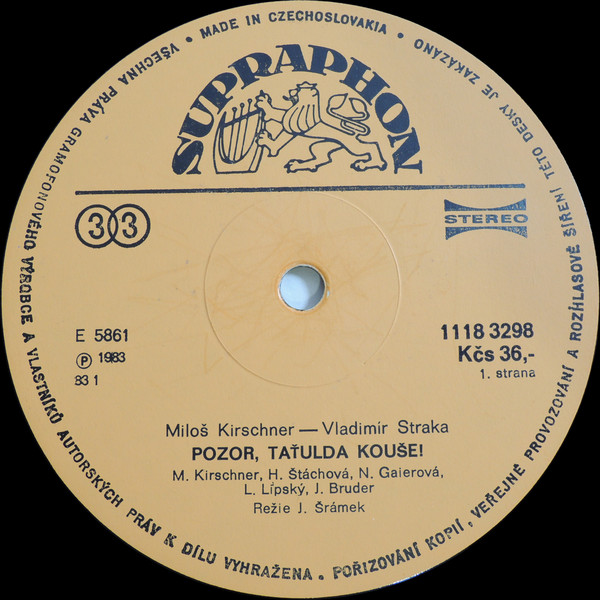 VŠECHNA PRÁVA GRAMOFONOVÉHO VÝROBCE A VLASTNÍKŮ AUTORSKÝCH PRÁV K DÍLU VYHRAŽENA • POŘIZOVÁNÍ KOPIÍ, VEŘEJNÉ PROVOZOVÁNÍ A ROZHLASOVÉ ŠÍŘENÍ TÉTO DESKY JE ZAKÁZÁNO • MADE IN CZECHOSLOVAKIA •
SUPRAPHON
33
STEREO
E 5861
Ⓟ 1983
33 1
1118 3298
Kčs 36,-
1. strana
Miloš Kirschner — Vladimír Straka
POZOR, TAŤULDA KOUŠE!
M. Kirschner, H. Štáchová, N. Gaierová,
L. Lipský, J. Bruder
Režie J. Šrámek